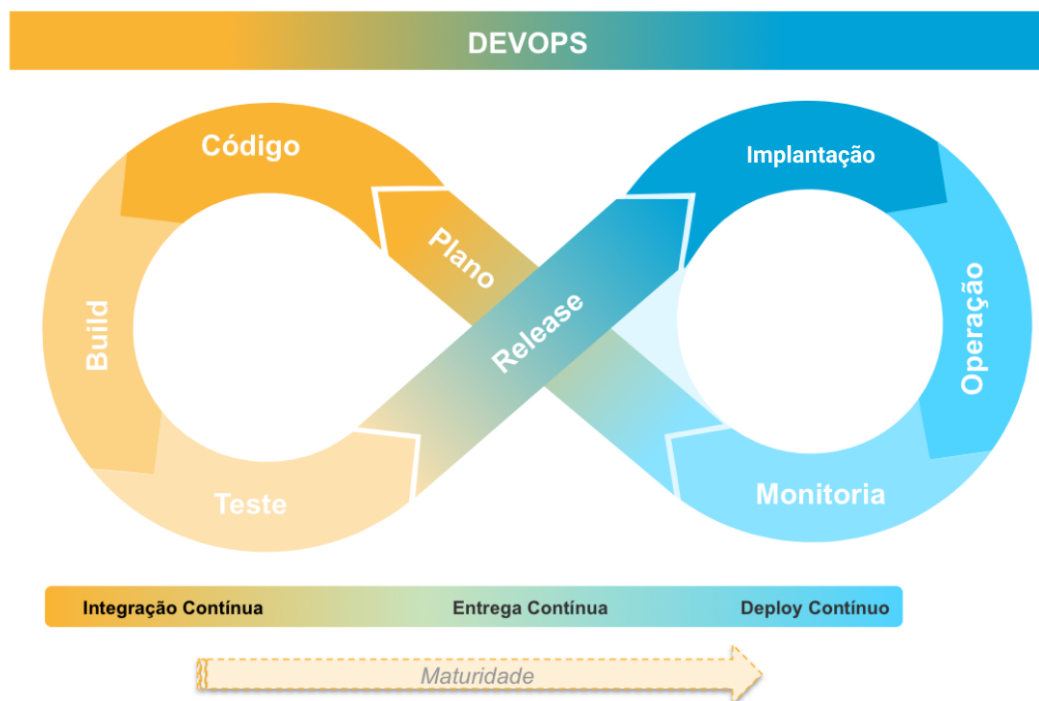 DEVOPS
Código
Implantação
Plano
Release
Build
Operação
Teste
Monitoria
Integração Contínua
Entrega Contínua
Deploy Contínuo
Maturidade